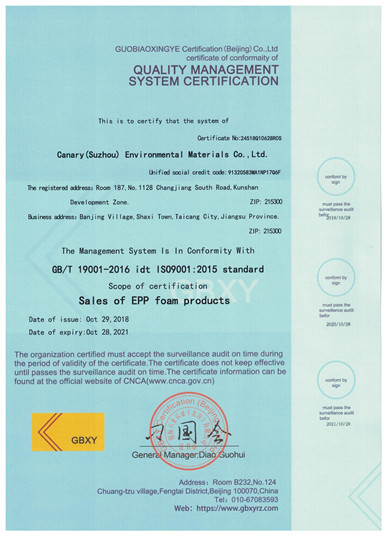 GUOBIAOXINGYE Certification (Beijing) Co.,Ltd
certificate of conformaty of
QUALITY MANAGEMENT
SYSTEM CERTIFICATION
This is to certify that the system of
Certificate No:24518Q10628R0S
Canary(Suzhou) Environmental Materials Co.,Ltd.
Unified social credit code:91320583MA1NP17Q6F
The registered address: Room 187, No. 1128 Changjiang South Road, Kunshan
Development Zone. ZIP: 215300
Business address: Banjing Village, Shaxi Town, Taicang City, Jiangsu Province.
ZIP: 215300
The Management System Is In Conformity With
GB/T 19001-2016 idt ISO9001:2015 standard
Scope of certification
Sales of EPP foam products
Date of issue: Oct 29,2018
Date of expiry:Oct 28,2021
The organization certified must accept the surveillance audit on time during
the period of validity of the certificate.The certificate does not keep effective
until passes the surveillance audit on time.The certificate information can be
found at the official website of CNCA(www.cnca.gov.cn)
conform by
sign
must pass the
surveillance audit
befor
2019/10/28
conform by
sign
must pass the
surveillance audit
befor
2020/10/28
conform by
sign
must pass the
surveillance audit
befor
2021/10/28
GBXY
GBXY
General Manager:Diao Guohui
Address: Room B232,No.124
Chuang-tzu village,Fengtai District,Beijing 100070,China
Tel: 010-67083593
Web: https://www.gbxyrz.com